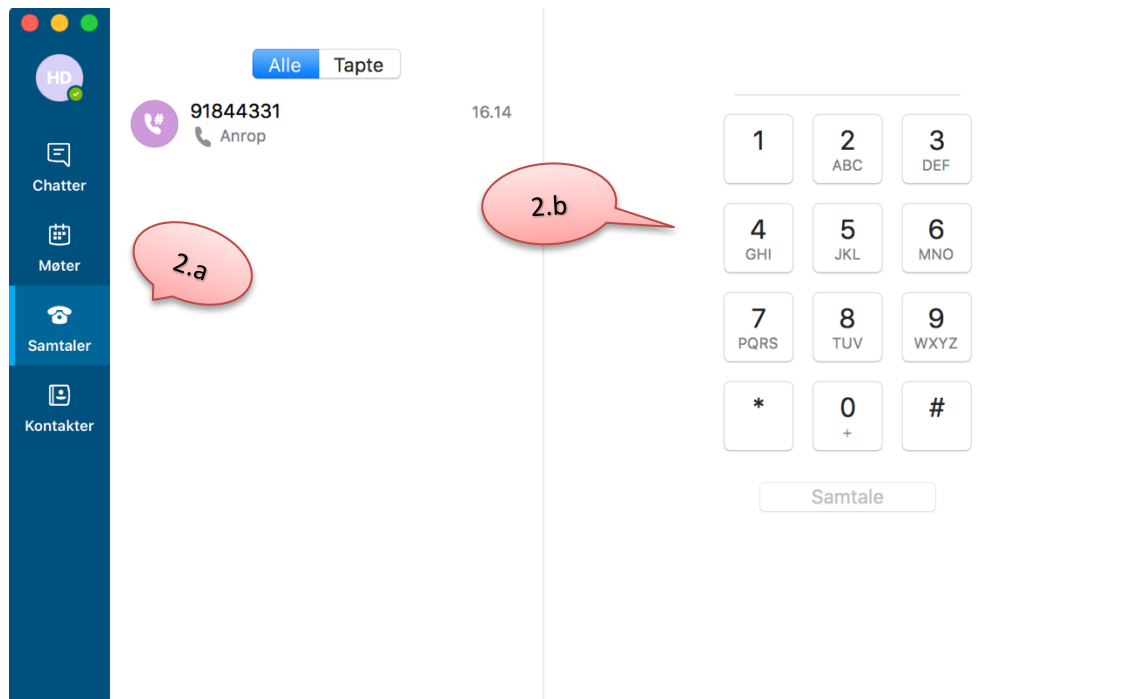 HD
Chatter
Møter
Samtaler
Kontakter
Alle Tapte
91844331 16.14
Anrop
2.a
2.b
1 2 3
ABC DEF
4 5 6
GHI JKL MNO
7 8 9
PQRS TUV WXYZ
* 0 #
+
Samtale